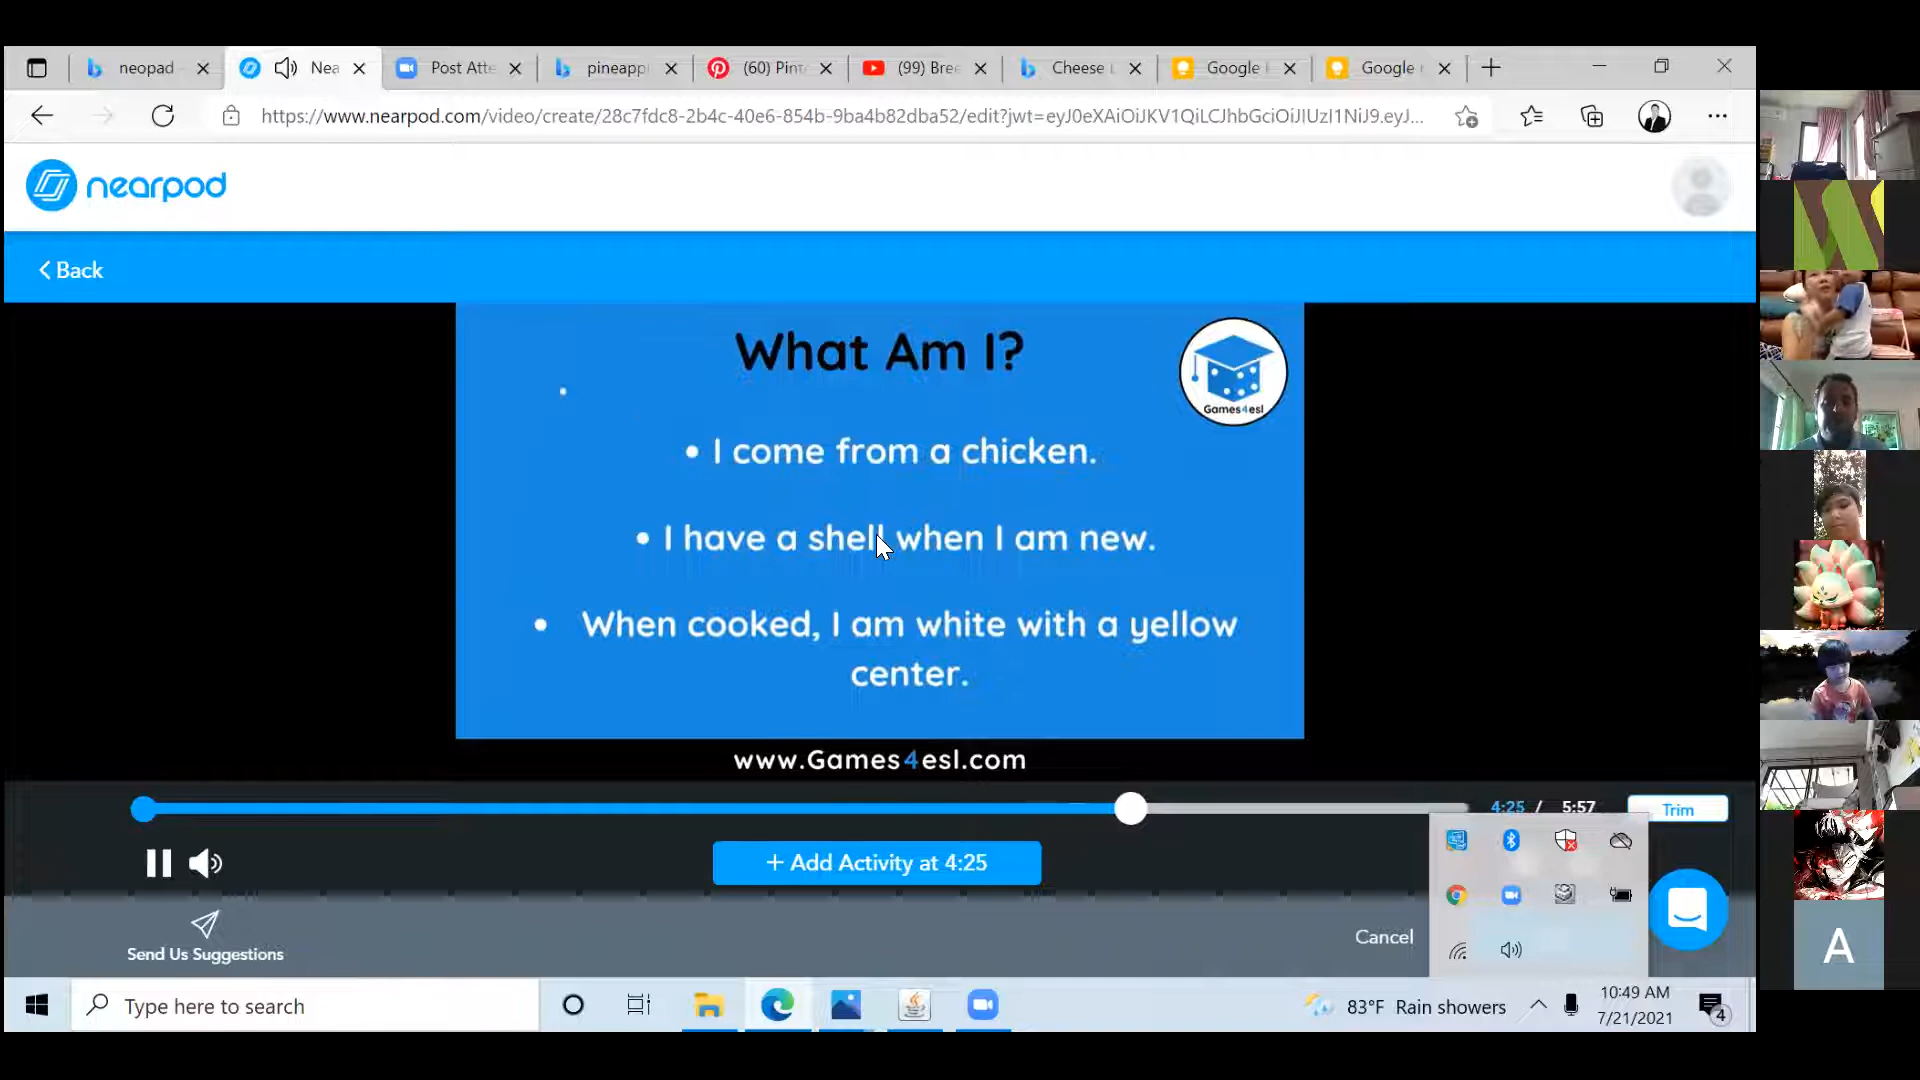 neopad
Nea
Post Atte
pineapp
(60) Pint
(99) Bre
Cheese
Google
Google
https://www.nearpod.com/video/create/28c7fdc8-2b4c-40e6-854b-9ba4b82dba52/edit?jwt=eyJ0eXAiOiJKV1QiLCJhbGciOiJIUzI1NiJ9.eyJ...
nearpod
Back
What Am I?
Games4esl
• I come from a chicken.
• I have a shell when I am new.
• When cooked, I am white with a yellow
center.
www.Games4esl.com
4:25 / 5:57
Trim
+ Add Activity at 4:25
Send Us Suggestions
Cancel
A
Type here to search
83°F Rain showers
10:49 AM
7/21/2021
4